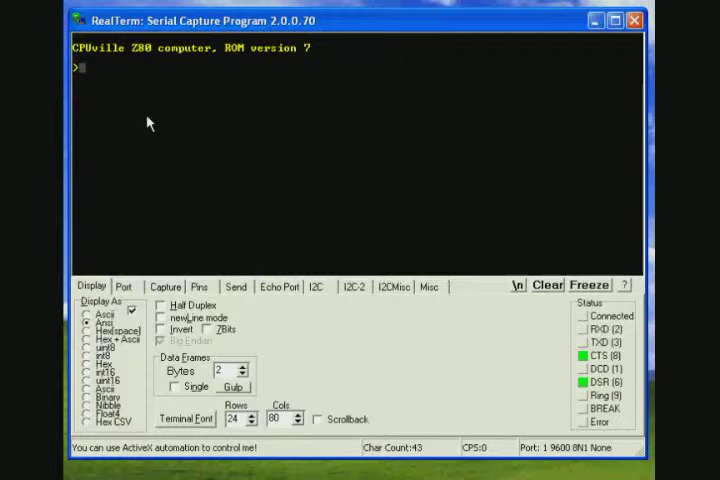 RealTerm: Serial Capture Program 2.0.0.70
CPUville Z80 computer, ROM version 7
>
Display Port Capture Pins Send Echo Port I2C I2C-2 I2CMisc Misc \n Clear Freeze ?
Display As
Ascii
Ansi
Hex[space]
Hex + Ascii
uint8
int8
Hex
int16
uint16
Ascii
Binary
Nibble
Float4
Hex CSV
Half Duplex
newLine mode
Invert 7Bits
Big Endian
Data Frames
Bytes 2
Single Gulp
Rows Cols
Terminal Font 24 80 Scrollback
Status
Connected
RXD (2)
TXD (3)
CTS (8)
DCD (1)
DSR (6)
Ring (9)
BREAK
Error
You can use ActiveX automation to control me! Char Count:43 CPS:0 Port: 1 9600 8N1 None